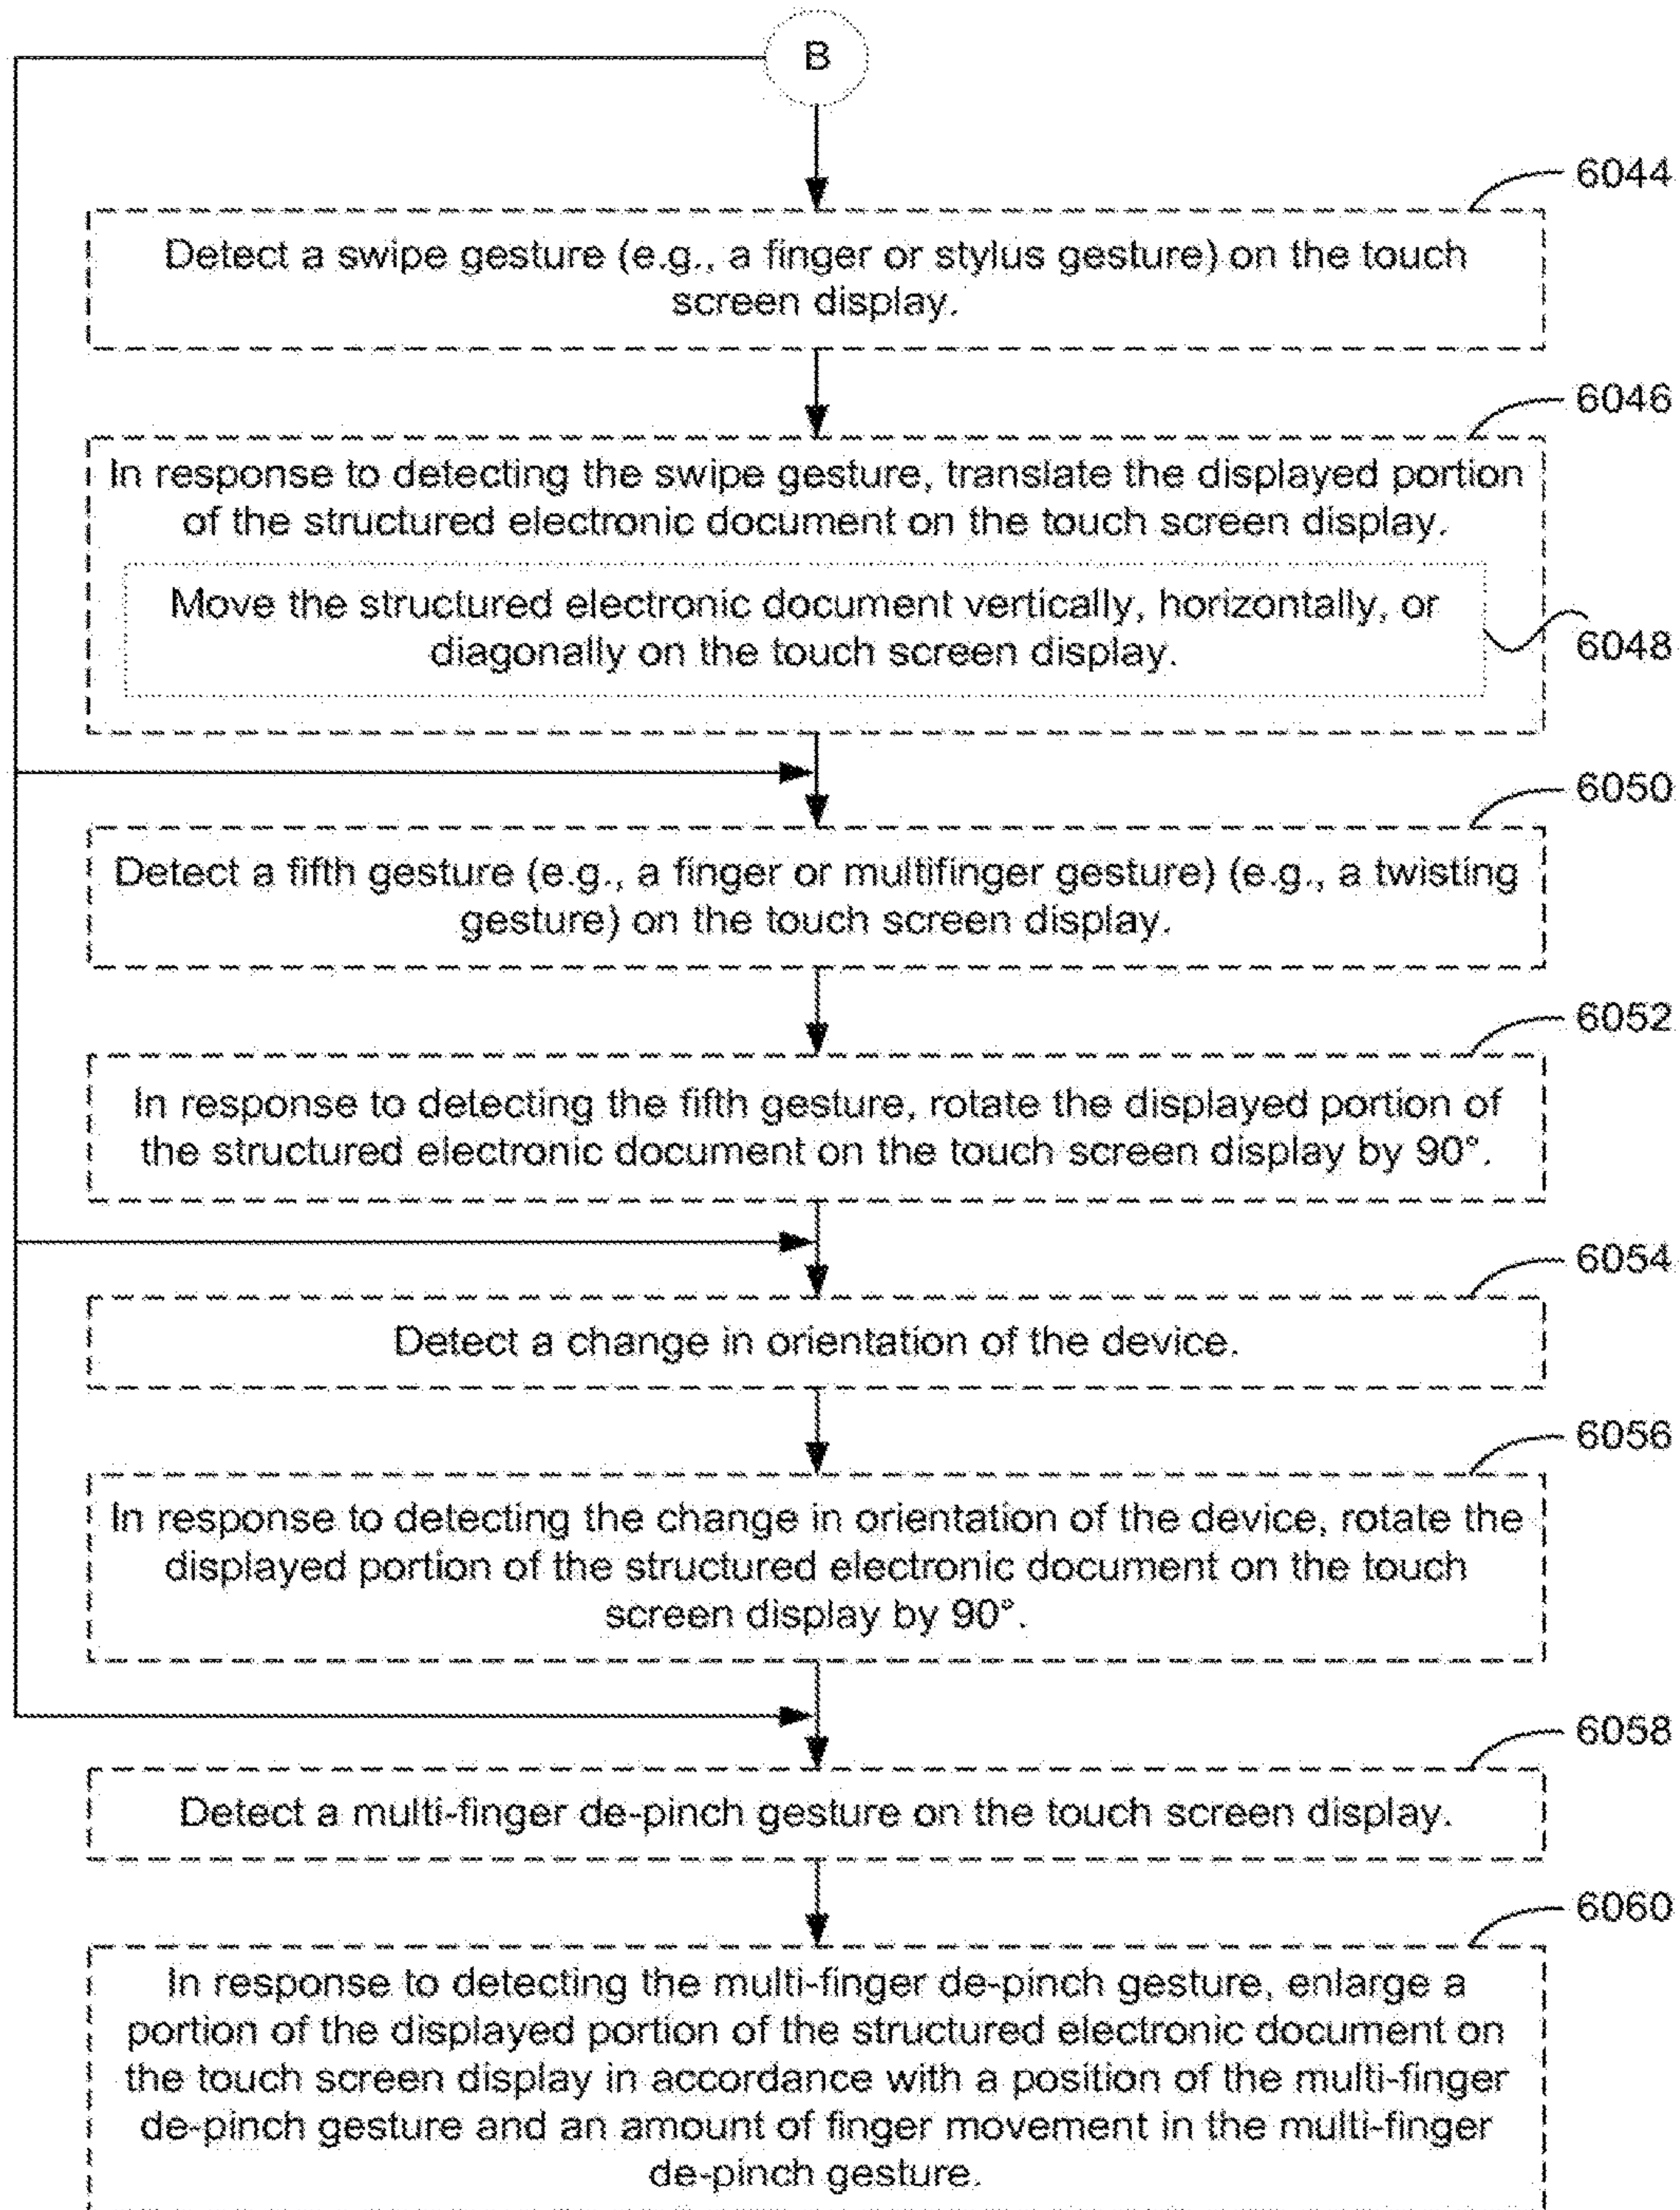 B
6044
Detect a swipe gesture (e.g., a finger or stylus gesture) on the touch
screen display.
6046
In response to detecting the swipe gesture, translate the displayed portion
of the structured electronic document on the touch screen display.
Move the structured electronic document vertically, horizontally, or
diagonally on the touch screen display.
6048
6050
Detect a fifth gesture (e.g., a finger or multifinger gesture) (e.g., a twisting
gesture) on the touch screen display.
6052
In response to detecting the fifth gesture, rotate the displayed portion of
the structured electronic document on the touch screen display by 90°.
6054
Detect a change in orientation of the device.
6056
In response to detecting the change in orientation of the device, rotate the
displayed portion of the structured electronic document on the touch
screen display by 90°.
6058
Detect a multi-finger de-pinch gesture on the touch screen display.
6060
In response to detecting the multi-finger de-pinch gesture, enlarge a
portion of the displayed portion of the structured electronic document on
the touch screen display in accordance with a position of the multi-finger
de-pinch gesture and an amount of finger movement in the multi-finger
de-pinch gesture.